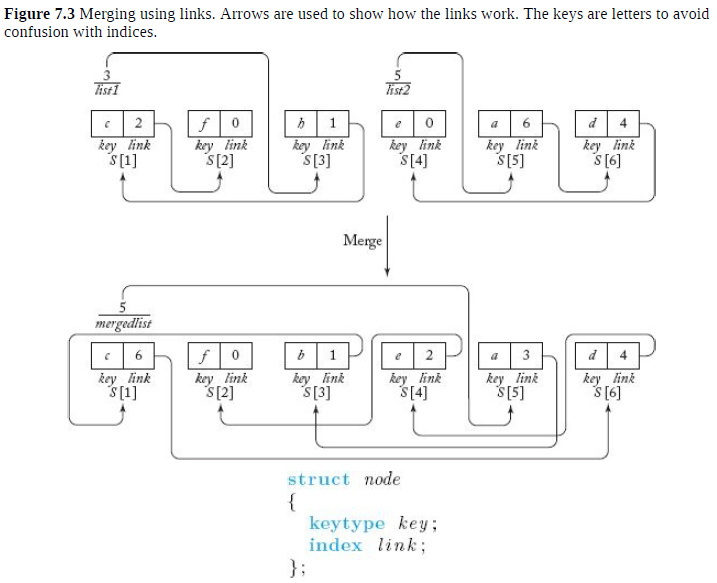 Figure 7.3 Merging using links. Arrows are used to show how the links work. The keys are letters to avoid
confusion with indices.
3 5
list1 list2
c 2 f 0 b 1 e 0 a 6 d 4
key link key link key link key link key link key link
S[1] S[2] S[3] S[4] S[5] S[6]
Merge
5
mergedlist
c 6 f 0 b 1 e 2 a 3 d 4
key link key link key link key link key link key link
S[1] S[2] S[3] S[4] S[5] S[6]
struct node
{
keytype key;
index link;
};